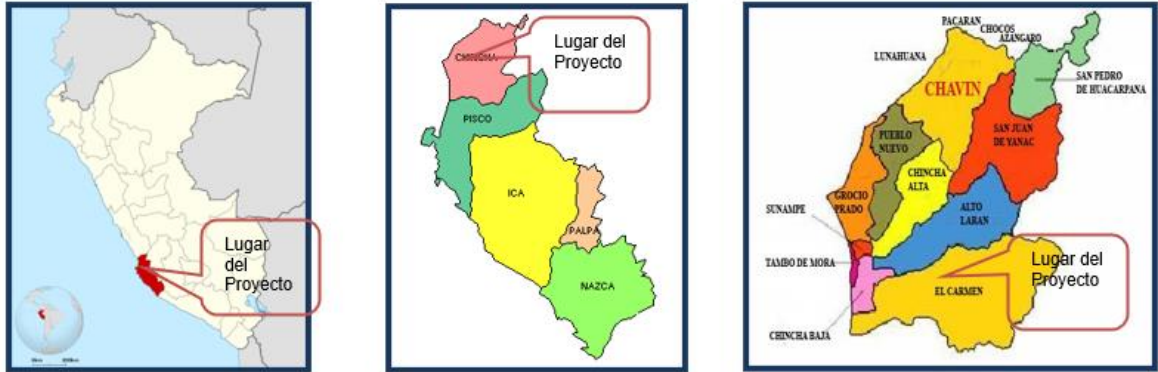 Lugar
del
Proyecto
CHINCHA
Lugar del
Proyecto
PISCO
ICA
PALPA
NAZCA
PACARAN
CHOCOS
AZANGARO
LUNAHUANA
SAN PEDRO
DE HUACARPANA
CHAVIN
SAN JUAN
DE YANAC
PUEBLO
NUEVO
CHINCHA
ALTA
GROCIO
PRADO
SUNAMPE
ALTO
LARAN
TAMBO DE MORA
Lugar del
Proyecto
EL CARMEN
CHINCHA BAJA